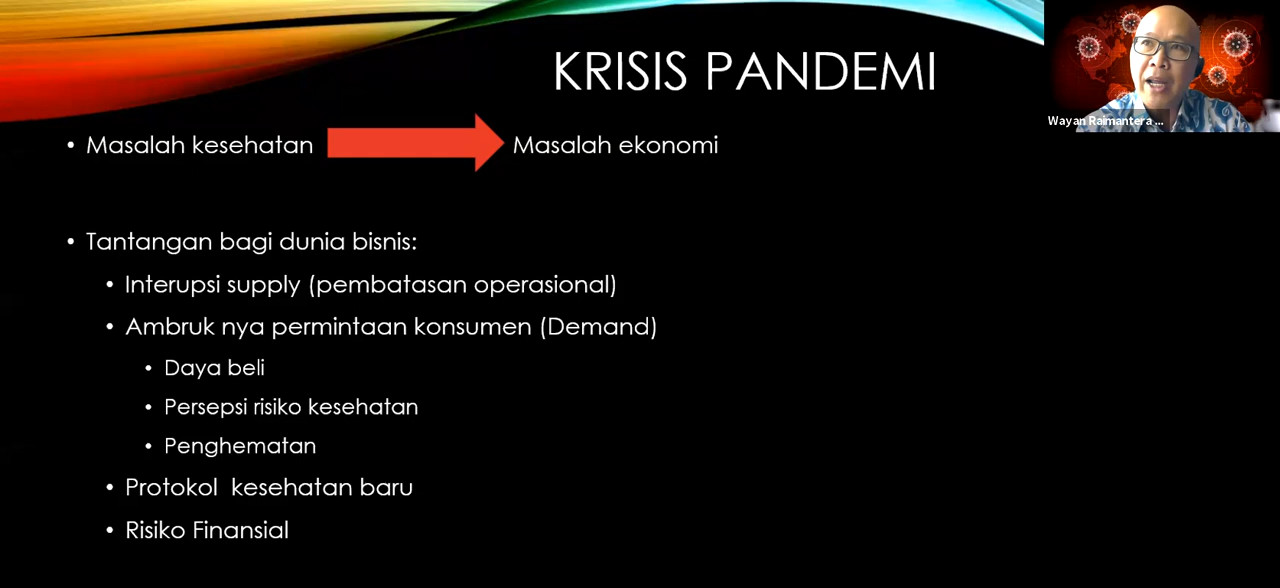 KRISIS PANDEMI
Wayan Raimantera ...
• Masalah kesehatan Masalah ekonomi
• Tantangan bagi dunia bisnis:
• Interupsi supply (pembatasan operasional)
• Ambruk nya permintaan konsumen (Demand)
• Daya beli
• Persepsi risiko kesehatan
• Penghematan
• Protokol kesehatan baru
• Risiko Finansial